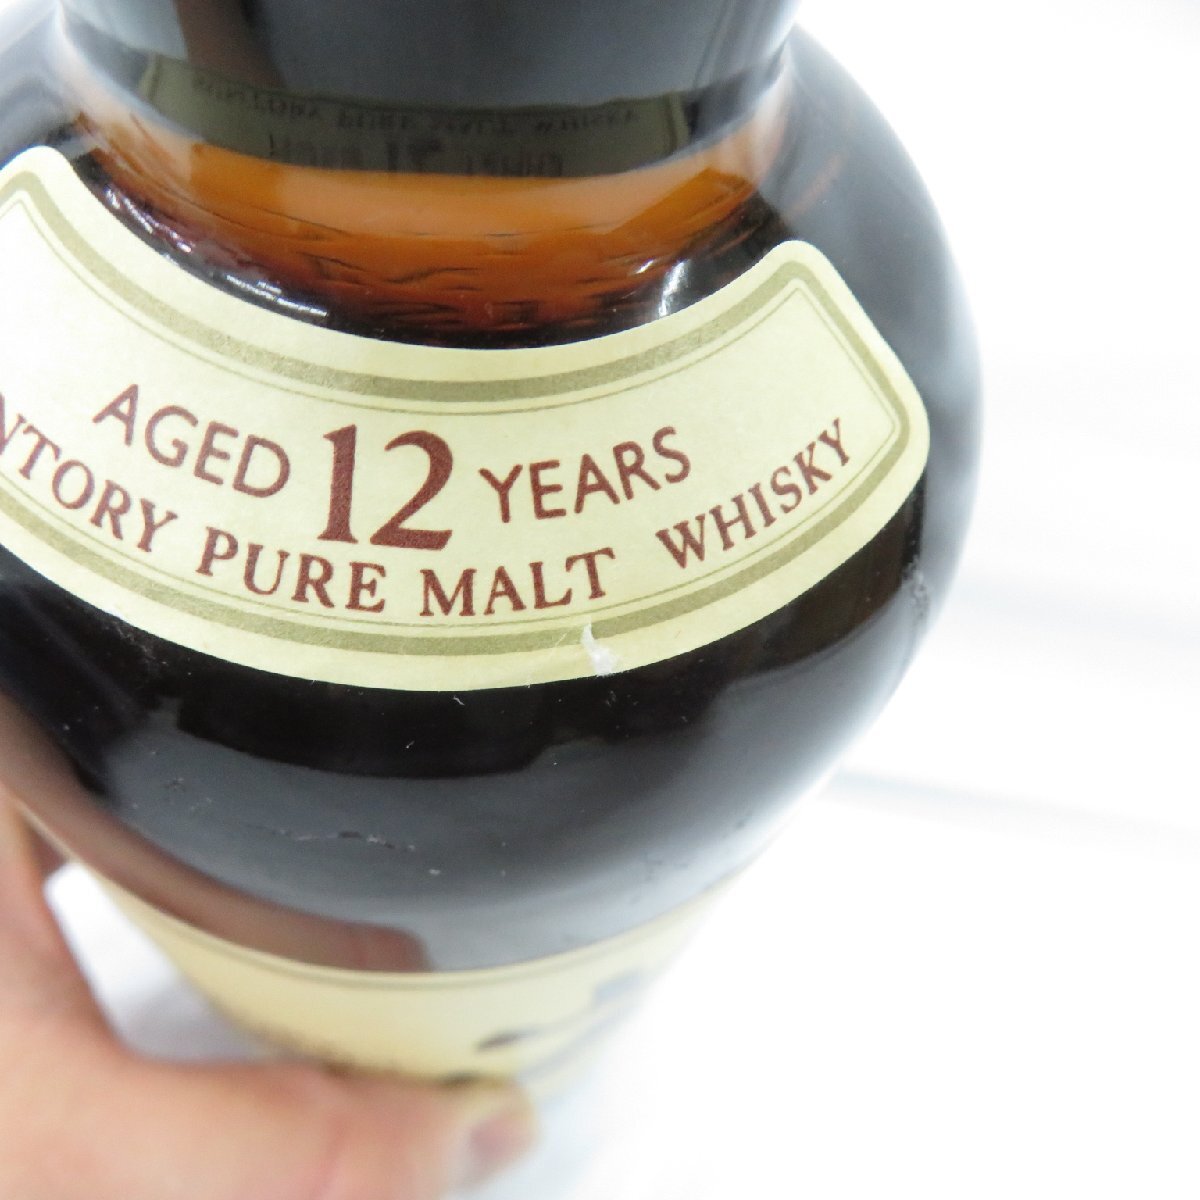 AGED 12 YEARS
NTORY PURE MALT WHISKY